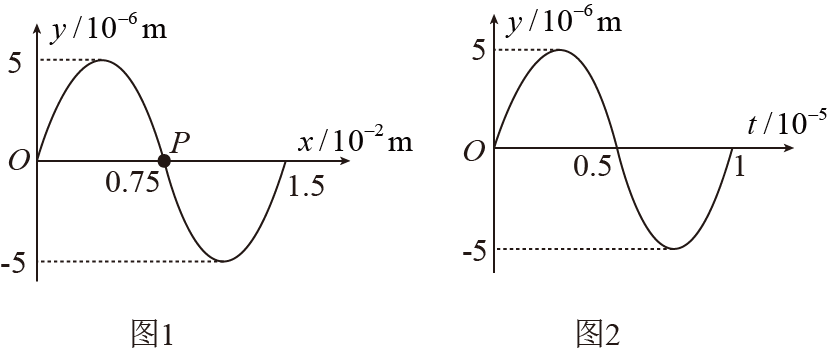 y/10⁻⁶ m
5
O
P
x/10⁻² m
0.75
1.5
-5
图1
y/10⁻⁶ m
5
O
t/10⁻⁵
0.5
1
-5
图2